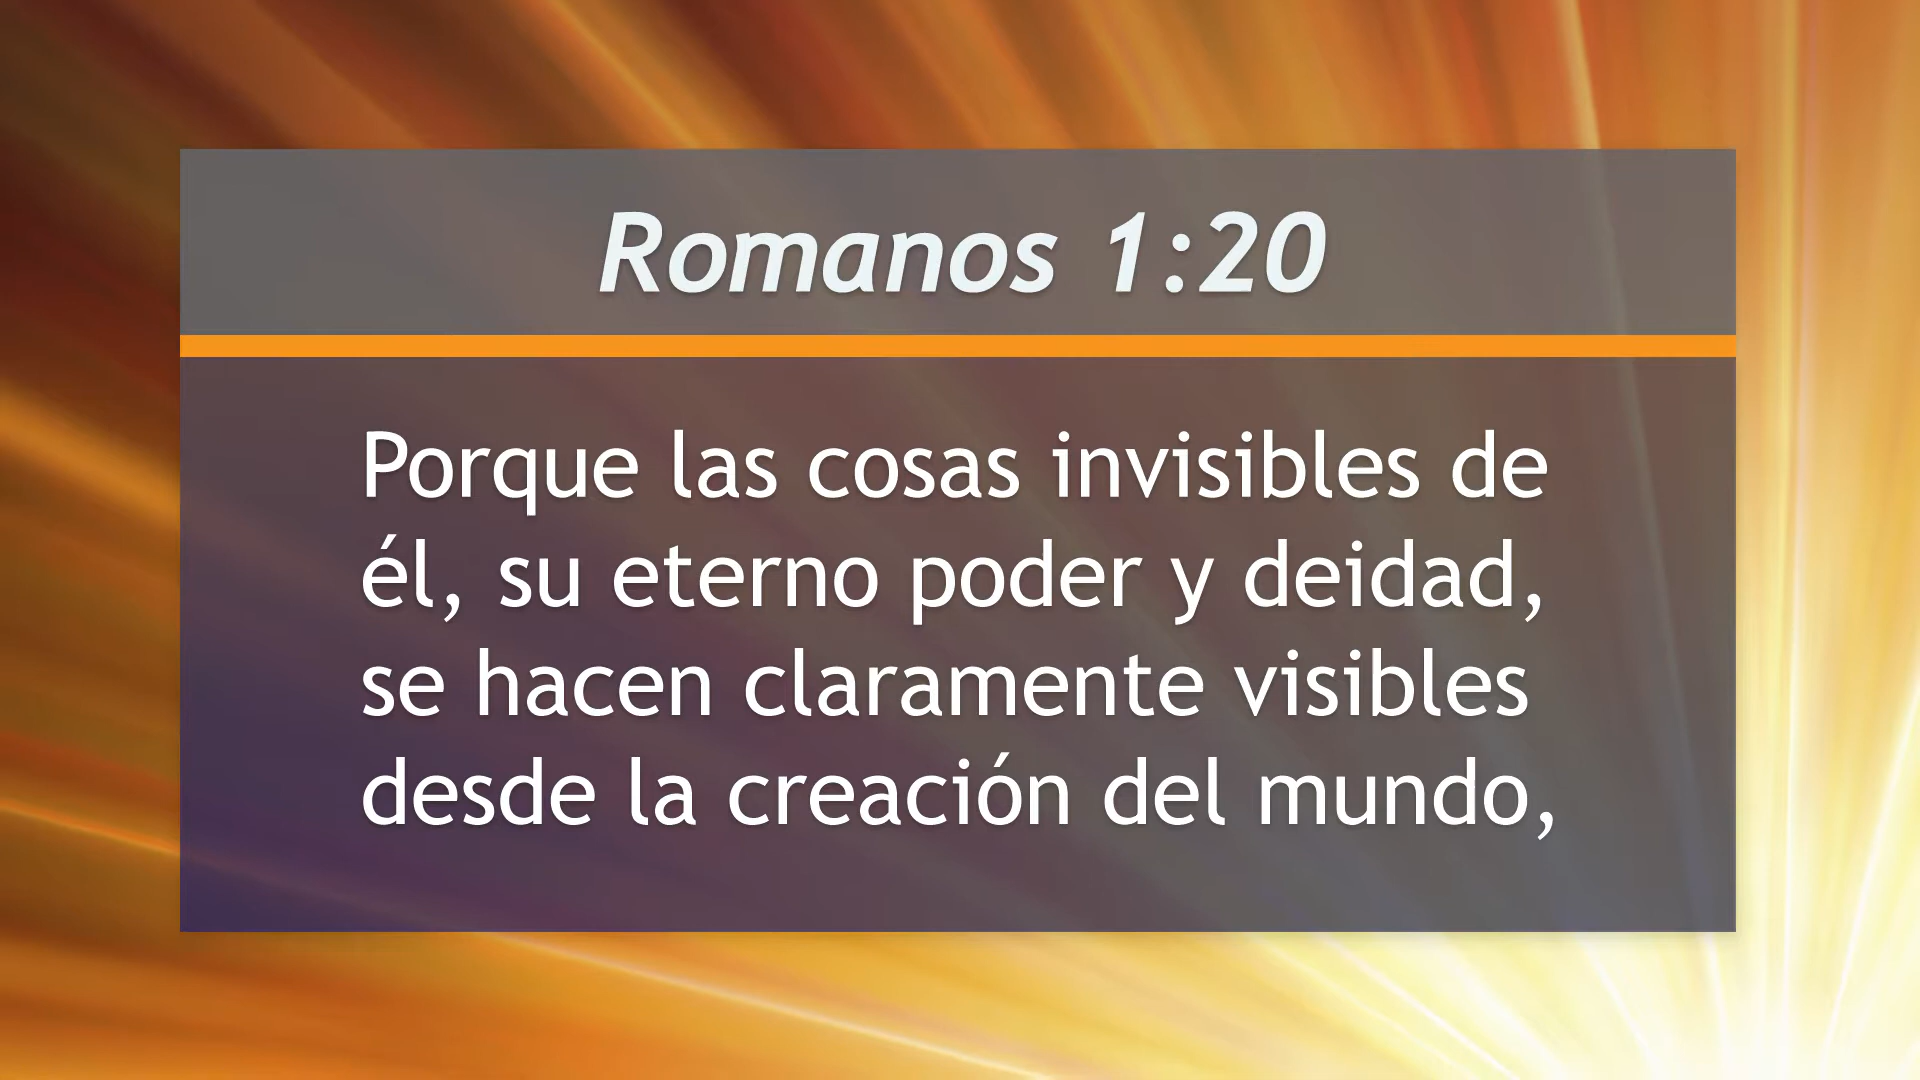 Romanos 1:20
Porque las cosas invisibles de
él, su eterno poder y deidad,
se hacen claramente visibles
desde la creación del mundo,